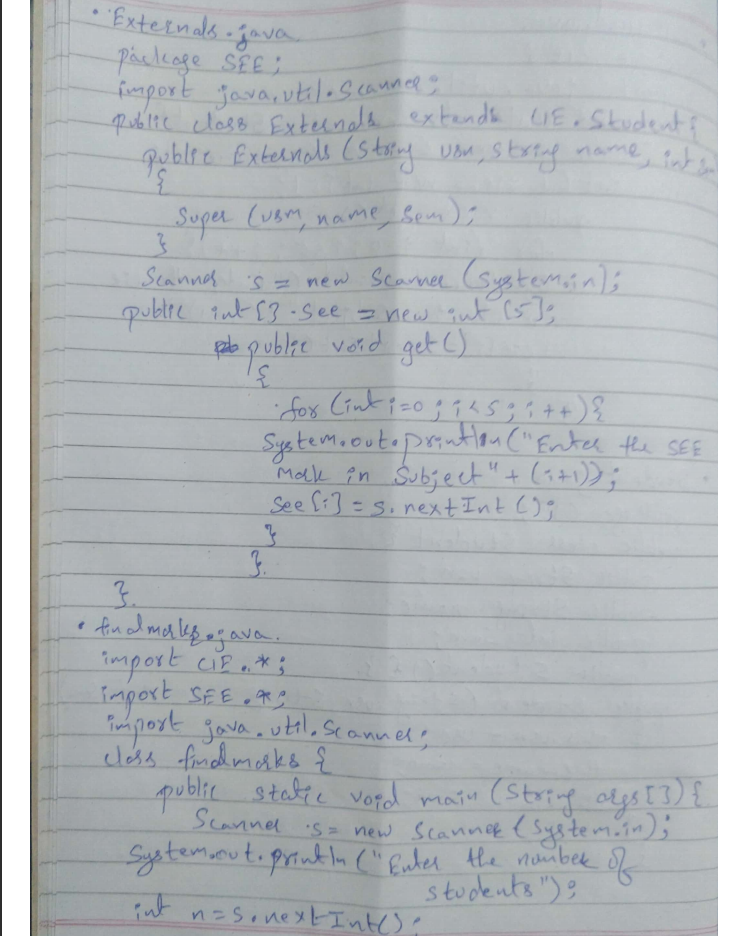 • Externals.java
package SEE;
import java.util.Scanner;
public class Externals extends CIE.Student{
public Externals (String usn, String name, int
{
Super (usn, name, sem);
}
Scanner s = new Scanner (System.in);
public int [] see = new int [5];
public void get()
{
for (int i=0; i<5; i++){
System.out.println("Enter the SEE
Mark in Subject" + (i+1));
see[i] = s.nextInt();
}
}.
}.
• findmarks.java.
import CIE.*;
import SEE.*;
import java.util.Scanner;
class findmarks {
public static void main (String args[]){
Scanner s= new Scanner (System.in);
System.out.println("Enter the number of
students");
int n=s.nextInt();